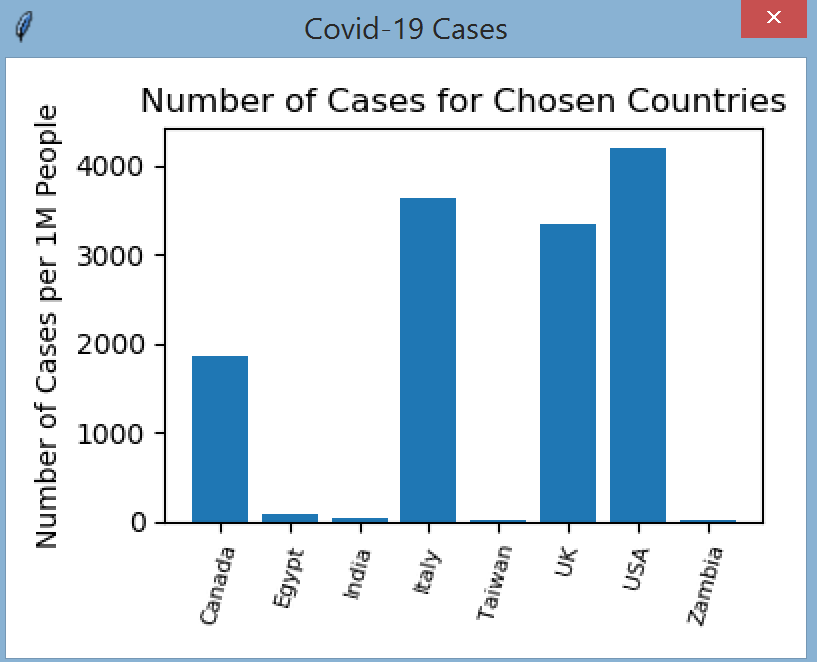 Covid-19 Cases
Number of Cases for Chosen Countries
Number of Cases per 1M People
4000
3000
2000
1000
0
Canada
Egypt
India
Italy
Taiwan
UK
USA
Zambia